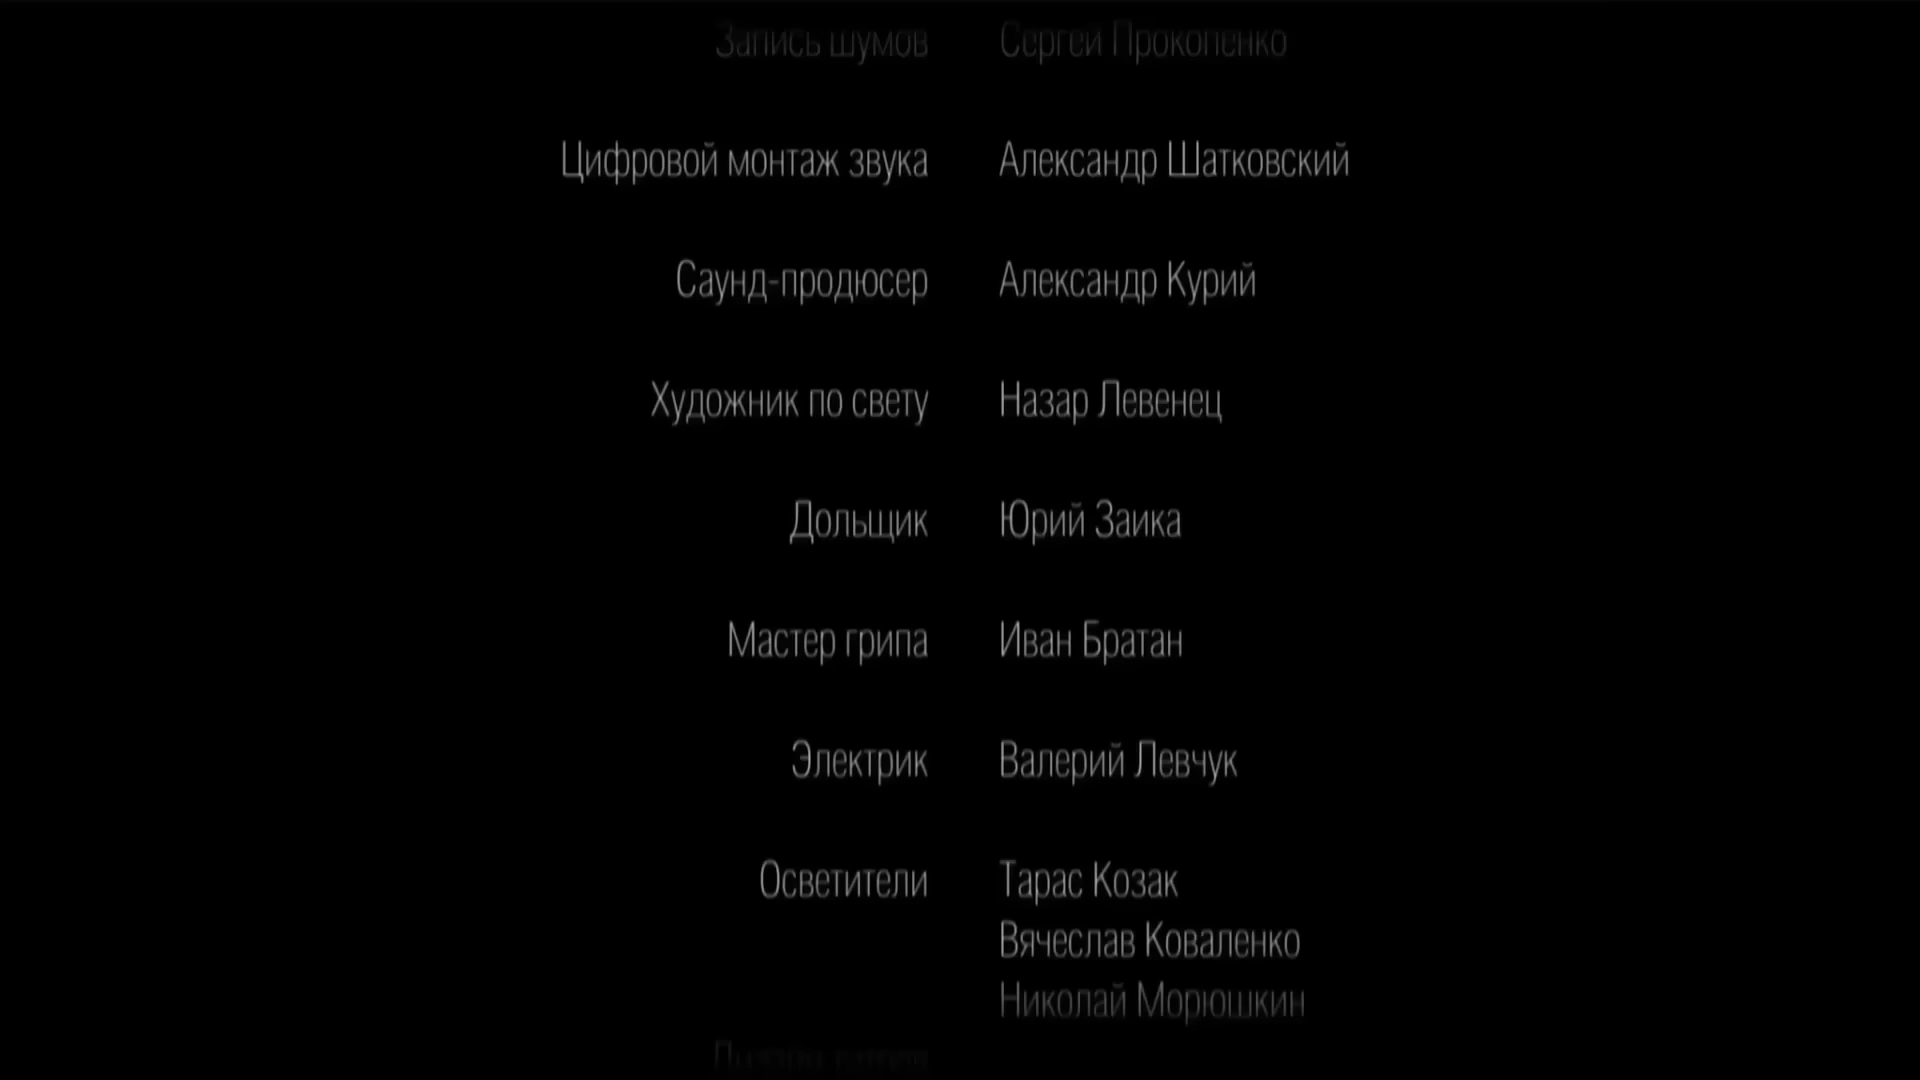 Запись шумов Сергей Прокопенко
Цифровой монтаж звука Александр Шатковский
Саунд-продюсер Александр Курий
Художник по свету Назар Левенец
Дольщик Юрий Заика
Мастер грипа Иван Братан
Электрик Валерий Левчук
Осветители Тарас Козак
Вячеслав Коваленко
Николай Морюшкин